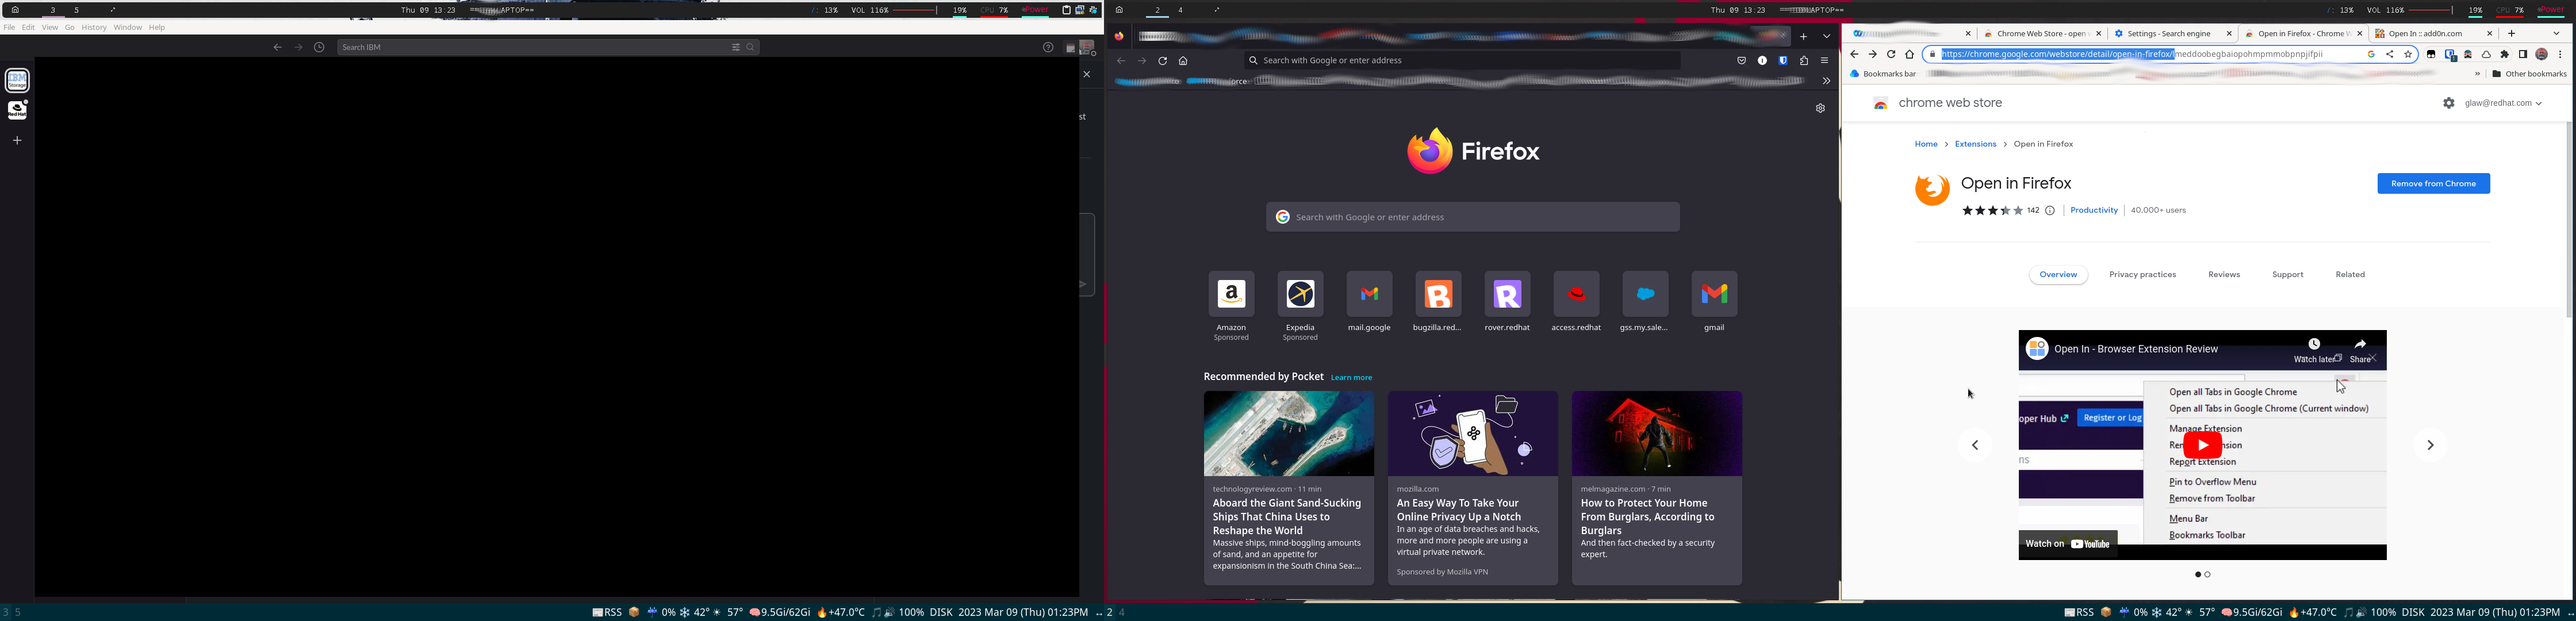 3 5
Thu 09 13:23
APTOP==
13% VOL 116%
19% CPU 7% Power
File Edit View Go History Window Help
Search IBM
IBM
Storage
Red Hat
st
3 5
RSS 0% 42° 57° 9.5Gi/62Gi +47.0°C 100% DISK 2023 Mar 09 (Thu) 01:23PM
2 4
Thu 09 13:23
APTOP==
13% VOL 116%
19% CPU 7% Power
Search with Google or enter address
Firefox
Search with Google or enter address
Amazon
Sponsored
Expedia
Sponsored
mail.google
bugzilla.red...
rover.redhat
access.redhat
gss.my.sale...
gmail
Recommended by Pocket Learn more
technologyreview.com · 11 min
Aboard the Giant Sand-Sucking
Ships That China Uses to
Reshape the World
Massive ships, mind-boggling amounts
of sand, and an appetite for
expansionism in the South China Sea:...
mozilla.com
An Easy Way To Take Your
Online Privacy Up a Notch
In an age of data breaches and hacks,
more and more people are using a
virtual private network.
Sponsored by Mozilla VPN
melmagazine.com · 7 min
How to Protect Your Home
From Burglars, According to
Burglars
And then fact-checked by a security
expert.
Chrome Web Store - open
Settings - Search engine
Open in Firefox - Chrome W
Open In :: add0n.com
https://chrome.google.com/webstore/detail/open-in-firefox/lmeddoobegbaiopohmpmmobpnpjifpii
Bookmarks bar
Other bookmarks
chrome web store
glaw@redhat.com
Home > Extensions > Open in Firefox
Open in Firefox
Remove from Chrome
142 Productivity 40,000+ users
Overview Privacy practices Reviews Support Related
Open In - Browser Extension Review
Watch later Share
Open all Tabs in Google Chrome
Open all Tabs in Google Chrome (Current window)
oper Hub Register or Log
Manage Extension
Report Extension
Pin to Overflow Menu
Remove from Toolbar
Menu Bar
Bookmarks Toolbar
Watch on YouTube
2 4
RSS 0% 42° 57° 9.5Gi/62Gi +47.0°C 100% DISK 2023 Mar 09 (Thu) 01:23PM